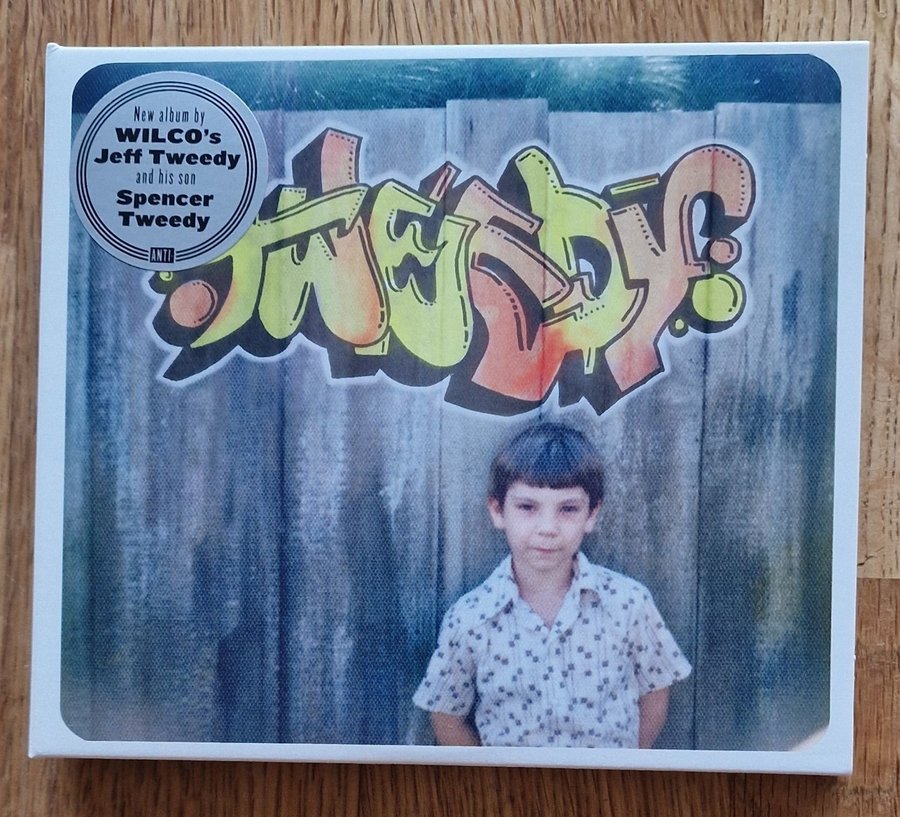 New album by
WILCO's
Jeff Tweedy
and his son
Spencer
Tweedy
ANTI
TWEEDY